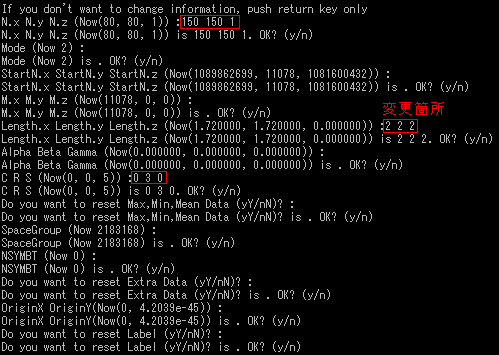 If you don't want to change information, push return key only
N.x N.y N.z (Now(80, 80, 1)) :150 150 1
N.x N.y N.z (Now(80, 80, 1)) is 150 150 1. OK? (y/n)
Mode (Now 2) :
Mode (Now 2) is . OK? (y/n)
StartN.x StartN.y StartN.z (Now(1089862699, 11078, 1081600432)) :
StartN.x StartN.y StartN.z (Now(1089862699, 11078, 1081600432)) is . OK? (y/n)
M.x M.y M.z (Now(11078, 0, 0)) :
M.x M.y M.z (Now(11078, 0, 0)) is . OK? (y/n)
変更箇所
Length.x Length.y Length.z (Now(1.720000, 1.720000, 0.000000)) :2 2 2
Length.x Length.y Length.z (Now(1.720000, 1.720000, 0.000000)) is 2 2 2. OK? (y/n)
Alpha Beta Gamma (Now(0.000000, 0.000000, 0.000000)) :
Alpha Beta Gamma (Now(0.000000, 0.000000, 0.000000)) is . OK? (y/n)
C R S (Now(0, 0, 5)) :0 3 0
C R S (Now(0, 0, 5)) is 0 3 0. OK? (y/n)
Do you want to reset Max,Min,Mean Data (yY/nN)? :
Do you want to reset Max,Min,Mean Data (yY/nN)? is . OK? (y/n)
SpaceGroup (Now 2183168) :
SpaceGroup (Now 2183168) is . OK? (y/n)
NSYMBT (Now 0) :
NSYMBT (Now 0) is . OK? (y/n)
Do you want to reset Extra Data (yY/nN)? :
Do you want to reset Extra Data (yY/nN)? is . OK? (y/n)
OriginX OriginY(Now(0, 4.2039e-45)) :
OriginX OriginY(Now(0, 4.2039e-45)) is . OK? (y/n)
Do you want to reset Label (yY/nN)? :
Do you want to reset Label (yY/nN)? is . OK? (y/n)